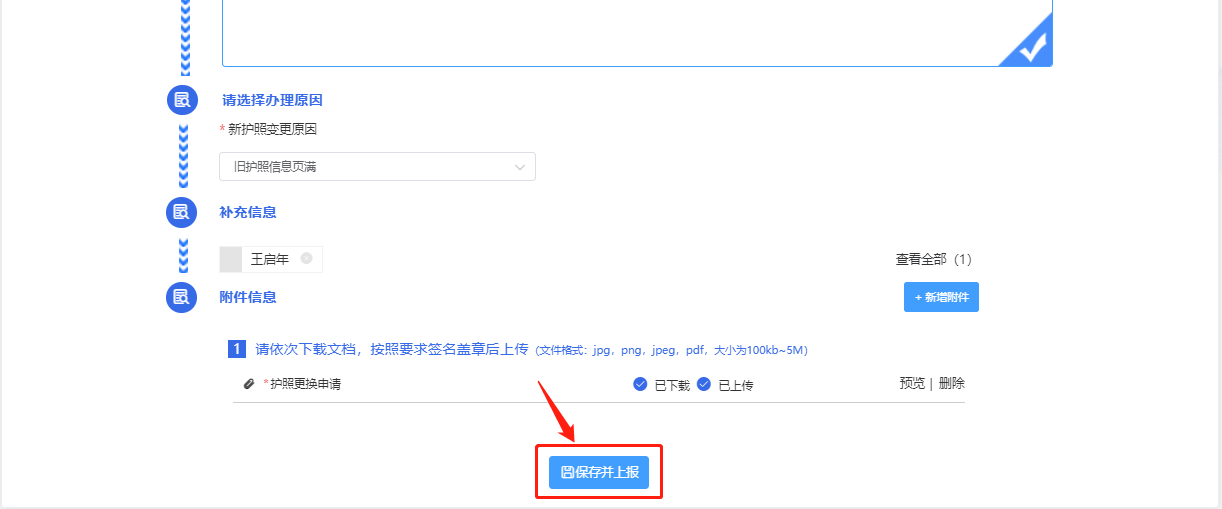 请选择办理原因
* 新护照变更原因
旧护照信息页满
补充信息
王启年
查看全部（1）
附件信息
+ 新增附件
1 请依次下载文档，按照要求签名盖章后上传（文件格式：jpg，png，jpeg，pdf，大小为100kb~5M）
*护照更换申请 已下载 已上传 预览 | 删除
保存并上报